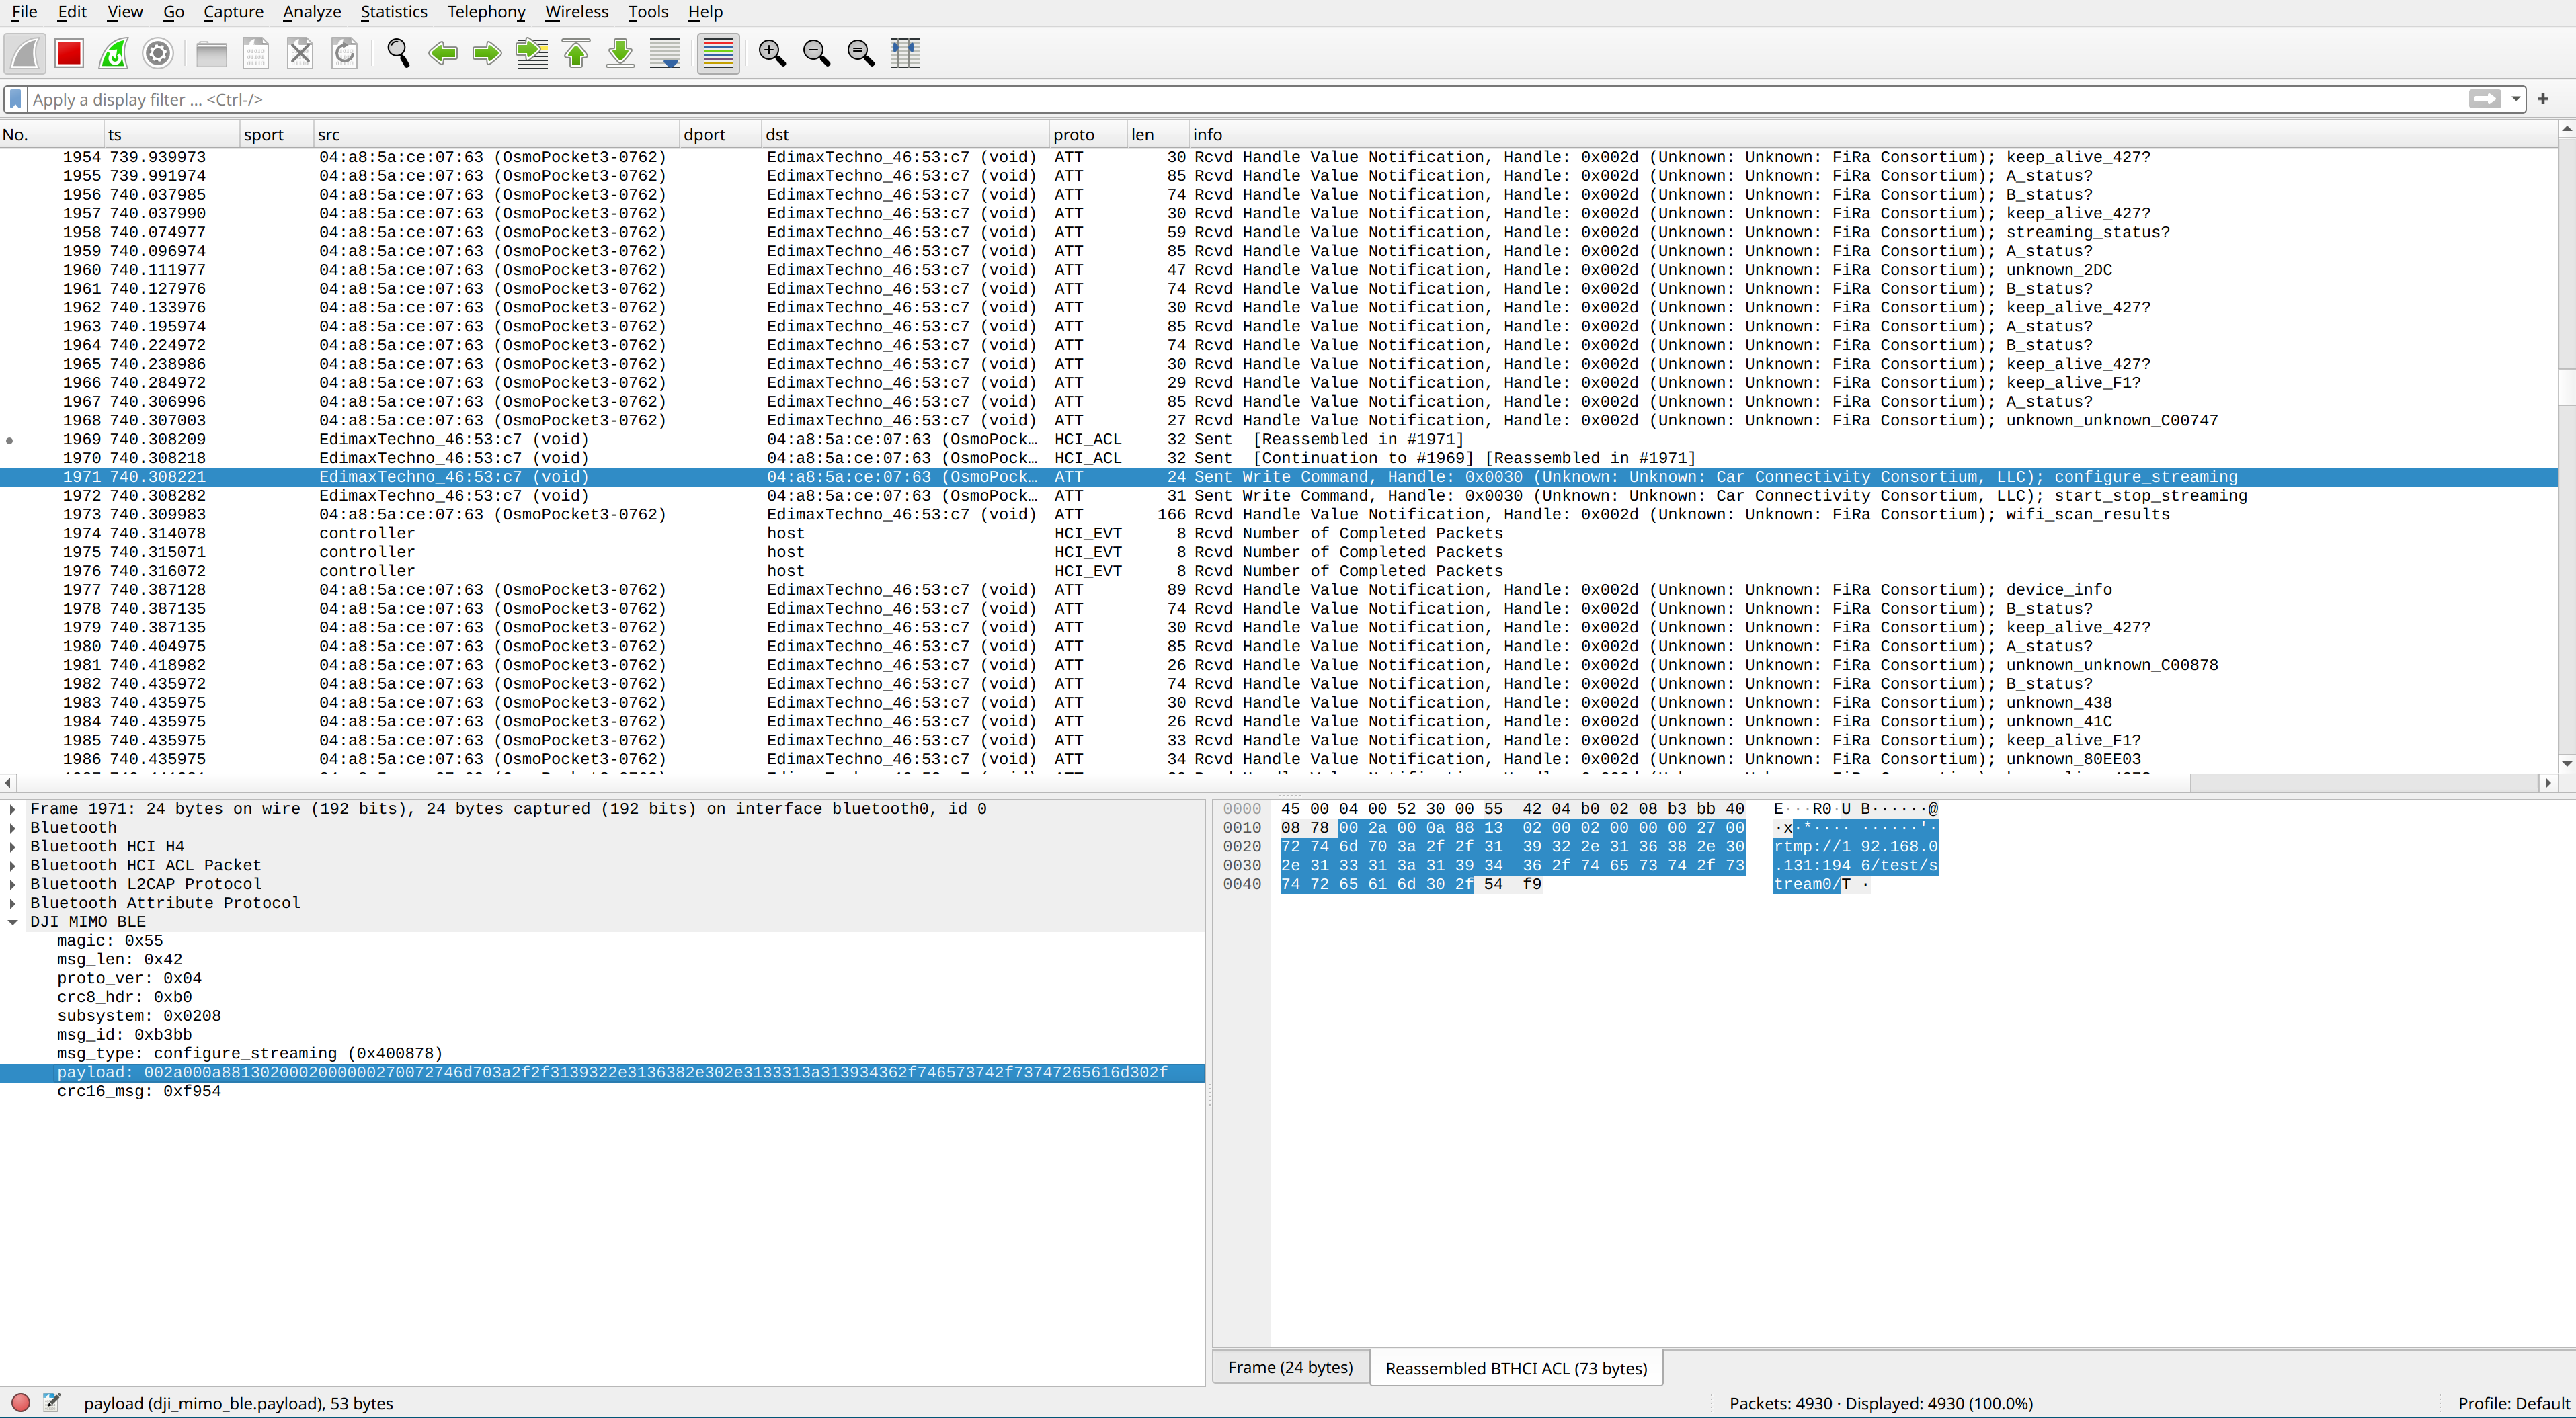 File Edit View Go Capture Analyze Statistics Telephony Wireless Tools Help
Apply a display filter ... <Ctrl-/>
No. ts sport src dport dst proto len info
1954 739.939973 04:a8:5a:ce:07:63 (OsmoPocket3-0762) EdimaxTechno_46:53:c7 (void) ATT 30 Rcvd Handle Value Notification, Handle: 0x002d (Unknown: Unknown: FiRa Consortium); keep_alive_427?
1955 739.991974 04:a8:5a:ce:07:63 (OsmoPocket3-0762) EdimaxTechno_46:53:c7 (void) ATT 85 Rcvd Handle Value Notification, Handle: 0x002d (Unknown: Unknown: FiRa Consortium); A_status?
1956 740.037985 04:a8:5a:ce:07:63 (OsmoPocket3-0762) EdimaxTechno_46:53:c7 (void) ATT 74 Rcvd Handle Value Notification, Handle: 0x002d (Unknown: Unknown: FiRa Consortium); B_status?
1957 740.037990 04:a8:5a:ce:07:63 (OsmoPocket3-0762) EdimaxTechno_46:53:c7 (void) ATT 30 Rcvd Handle Value Notification, Handle: 0x002d (Unknown: Unknown: FiRa Consortium); keep_alive_427?
1958 740.074977 04:a8:5a:ce:07:63 (OsmoPocket3-0762) EdimaxTechno_46:53:c7 (void) ATT 59 Rcvd Handle Value Notification, Handle: 0x002d (Unknown: Unknown: FiRa Consortium); streaming_status?
1959 740.096974 04:a8:5a:ce:07:63 (OsmoPocket3-0762) EdimaxTechno_46:53:c7 (void) ATT 85 Rcvd Handle Value Notification, Handle: 0x002d (Unknown: Unknown: FiRa Consortium); A_status?
1960 740.111977 04:a8:5a:ce:07:63 (OsmoPocket3-0762) EdimaxTechno_46:53:c7 (void) ATT 47 Rcvd Handle Value Notification, Handle: 0x002d (Unknown: Unknown: FiRa Consortium); unknown_2DC
1961 740.127976 04:a8:5a:ce:07:63 (OsmoPocket3-0762) EdimaxTechno_46:53:c7 (void) ATT 74 Rcvd Handle Value Notification, Handle: 0x002d (Unknown: Unknown: FiRa Consortium); B_status?
1962 740.133976 04:a8:5a:ce:07:63 (OsmoPocket3-0762) EdimaxTechno_46:53:c7 (void) ATT 30 Rcvd Handle Value Notification, Handle: 0x002d (Unknown: Unknown: FiRa Consortium); keep_alive_427?
1963 740.195974 04:a8:5a:ce:07:63 (OsmoPocket3-0762) EdimaxTechno_46:53:c7 (void) ATT 85 Rcvd Handle Value Notification, Handle: 0x002d (Unknown: Unknown: FiRa Consortium); A_status?
1964 740.224972 04:a8:5a:ce:07:63 (OsmoPocket3-0762) EdimaxTechno_46:53:c7 (void) ATT 74 Rcvd Handle Value Notification, Handle: 0x002d (Unknown: Unknown: FiRa Consortium); B_status?
1965 740.238986 04:a8:5a:ce:07:63 (OsmoPocket3-0762) EdimaxTechno_46:53:c7 (void) ATT 30 Rcvd Handle Value Notification, Handle: 0x002d (Unknown: Unknown: FiRa Consortium); keep_alive_427?
1966 740.284972 04:a8:5a:ce:07:63 (OsmoPocket3-0762) EdimaxTechno_46:53:c7 (void) ATT 29 Rcvd Handle Value Notification, Handle: 0x002d (Unknown: Unknown: FiRa Consortium); keep_alive_F1?
1967 740.306996 04:a8:5a:ce:07:63 (OsmoPocket3-0762) EdimaxTechno_46:53:c7 (void) ATT 85 Rcvd Handle Value Notification, Handle: 0x002d (Unknown: Unknown: FiRa Consortium); A_status?
1968 740.307003 04:a8:5a:ce:07:63 (OsmoPocket3-0762) EdimaxTechno_46:53:c7 (void) ATT 27 Rcvd Handle Value Notification, Handle: 0x002d (Unknown: Unknown: FiRa Consortium); unknown_unknown_C00747
1969 740.308209 EdimaxTechno_46:53:c7 (void) 04:a8:5a:ce:07:63 (OsmoPock… HCI_ACL 32 Sent [Reassembled in #1971]
1970 740.308218 EdimaxTechno_46:53:c7 (void) 04:a8:5a:ce:07:63 (OsmoPock… HCI_ACL 32 Sent [Continuation to #1969] [Reassembled in #1971]
1971 740.308221 EdimaxTechno_46:53:c7 (void) 04:a8:5a:ce:07:63 (OsmoPock… ATT 24 Sent Write Command, Handle: 0x0030 (Unknown: Unknown: Car Connectivity Consortium, LLC); configure_streaming
1972 740.308282 EdimaxTechno_46:53:c7 (void) 04:a8:5a:ce:07:63 (OsmoPock… ATT 31 Sent Write Command, Handle: 0x0030 (Unknown: Unknown: Car Connectivity Consortium, LLC); start_stop_streaming
1973 740.309983 04:a8:5a:ce:07:63 (OsmoPocket3-0762) EdimaxTechno_46:53:c7 (void) ATT 166 Rcvd Handle Value Notification, Handle: 0x002d (Unknown: Unknown: FiRa Consortium); wifi_scan_results
1974 740.314078 controller host HCI_EVT 8 Rcvd Number of Completed Packets
1975 740.315071 controller host HCI_EVT 8 Rcvd Number of Completed Packets
1976 740.316072 controller host HCI_EVT 8 Rcvd Number of Completed Packets
1977 740.387128 04:a8:5a:ce:07:63 (OsmoPocket3-0762) EdimaxTechno_46:53:c7 (void) ATT 89 Rcvd Handle Value Notification, Handle: 0x002d (Unknown: Unknown: FiRa Consortium); device_info
1978 740.387135 04:a8:5a:ce:07:63 (OsmoPocket3-0762) EdimaxTechno_46:53:c7 (void) ATT 74 Rcvd Handle Value Notification, Handle: 0x002d (Unknown: Unknown: FiRa Consortium); B_status?
1979 740.387135 04:a8:5a:ce:07:63 (OsmoPocket3-0762) EdimaxTechno_46:53:c7 (void) ATT 30 Rcvd Handle Value Notification, Handle: 0x002d (Unknown: Unknown: FiRa Consortium); keep_alive_427?
1980 740.404975 04:a8:5a:ce:07:63 (OsmoPocket3-0762) EdimaxTechno_46:53:c7 (void) ATT 85 Rcvd Handle Value Notification, Handle: 0x002d (Unknown: Unknown: FiRa Consortium); A_status?
1981 740.418982 04:a8:5a:ce:07:63 (OsmoPocket3-0762) EdimaxTechno_46:53:c7 (void) ATT 26 Rcvd Handle Value Notification, Handle: 0x002d (Unknown: Unknown: FiRa Consortium); unknown_unknown_C00878
1982 740.435972 04:a8:5a:ce:07:63 (OsmoPocket3-0762) EdimaxTechno_46:53:c7 (void) ATT 74 Rcvd Handle Value Notification, Handle: 0x002d (Unknown: Unknown: FiRa Consortium); B_status?
1983 740.435975 04:a8:5a:ce:07:63 (OsmoPocket3-0762) EdimaxTechno_46:53:c7 (void) ATT 30 Rcvd Handle Value Notification, Handle: 0x002d (Unknown: Unknown: FiRa Consortium); unknown_438
1984 740.435975 04:a8:5a:ce:07:63 (OsmoPocket3-0762) EdimaxTechno_46:53:c7 (void) ATT 26 Rcvd Handle Value Notification, Handle: 0x002d (Unknown: Unknown: FiRa Consortium); unknown_41C
1985 740.435975 04:a8:5a:ce:07:63 (OsmoPocket3-0762) EdimaxTechno_46:53:c7 (void) ATT 33 Rcvd Handle Value Notification, Handle: 0x002d (Unknown: Unknown: FiRa Consortium); keep_alive_F1?
1986 740.435975 04:a8:5a:ce:07:63 (OsmoPocket3-0762) EdimaxTechno_46:53:c7 (void) ATT 34 Rcvd Handle Value Notification, Handle: 0x002d (Unknown: Unknown: FiRa Consortium); unknown_80EE03
Frame 1971: 24 bytes on wire (192 bits), 24 bytes captured (192 bits) on interface bluetooth0, id 0
Bluetooth
Bluetooth HCI H4
Bluetooth HCI ACL Packet
Bluetooth L2CAP Protocol
Bluetooth Attribute Protocol
DJI MIMO BLE
magic: 0x55
msg_len: 0x42
proto_ver: 0x04
crc8_hdr: 0xb0
subsystem: 0x0208
msg_id: 0xb3bb
msg_type: configure_streaming (0x400878)
payload: 002a000a881302000200000027007274​6d703a2f2f3139322e3136382e302e3133313a313934362f746573742f73747265616d302f
crc16_msg: 0xf954
0000 45 00 04 00 52 30 00 55 42 04 b0 02 08 b3 bb 40 E···R0·U B······@
0010 08 78 00 2a 00 0a 88 13 02 00 02 00 00 00 27 00 ·x·*···· ······'·
0020 72 74 6d 70 3a 2f 2f 31 39 32 2e 31 36 38 2e 30 rtmp://1 92.168.0
0030 2e 31 33 31 3a 31 39 34 36 2f 74 65 73 74 2f 73 .131:194 6/test/s
0040 74 72 65 61 6d 30 2f 54 f9 tream0/T ·
Frame (24 bytes) Reassembled BTHCI ACL (73 bytes)
payload (dji_mimo_ble.payload), 53 bytes Packets: 4930 · Displayed: 4930 (100.0%) Profile: Default